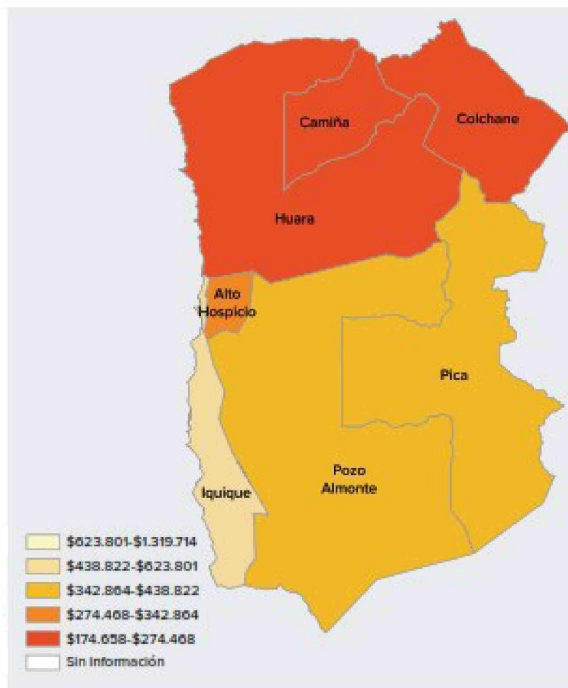 Camiña
Colchane
Huara
Alto
Hospicio
Pica
Pozo
Almonte
Iquique
$623.801-$1.319.714
$438.822-$623.801
$342.864-$438.822
$274.468-$342.864
$174.658-$274.468
Sin Información